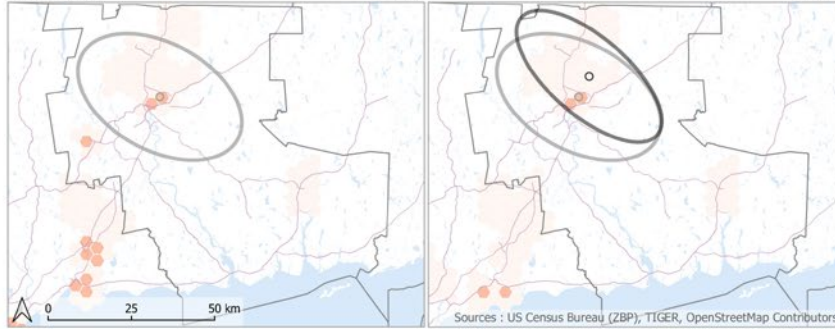 0 25 50 km
Sources : US Census Bureau (ZBP), TIGER, OpenStreetMap Contributors